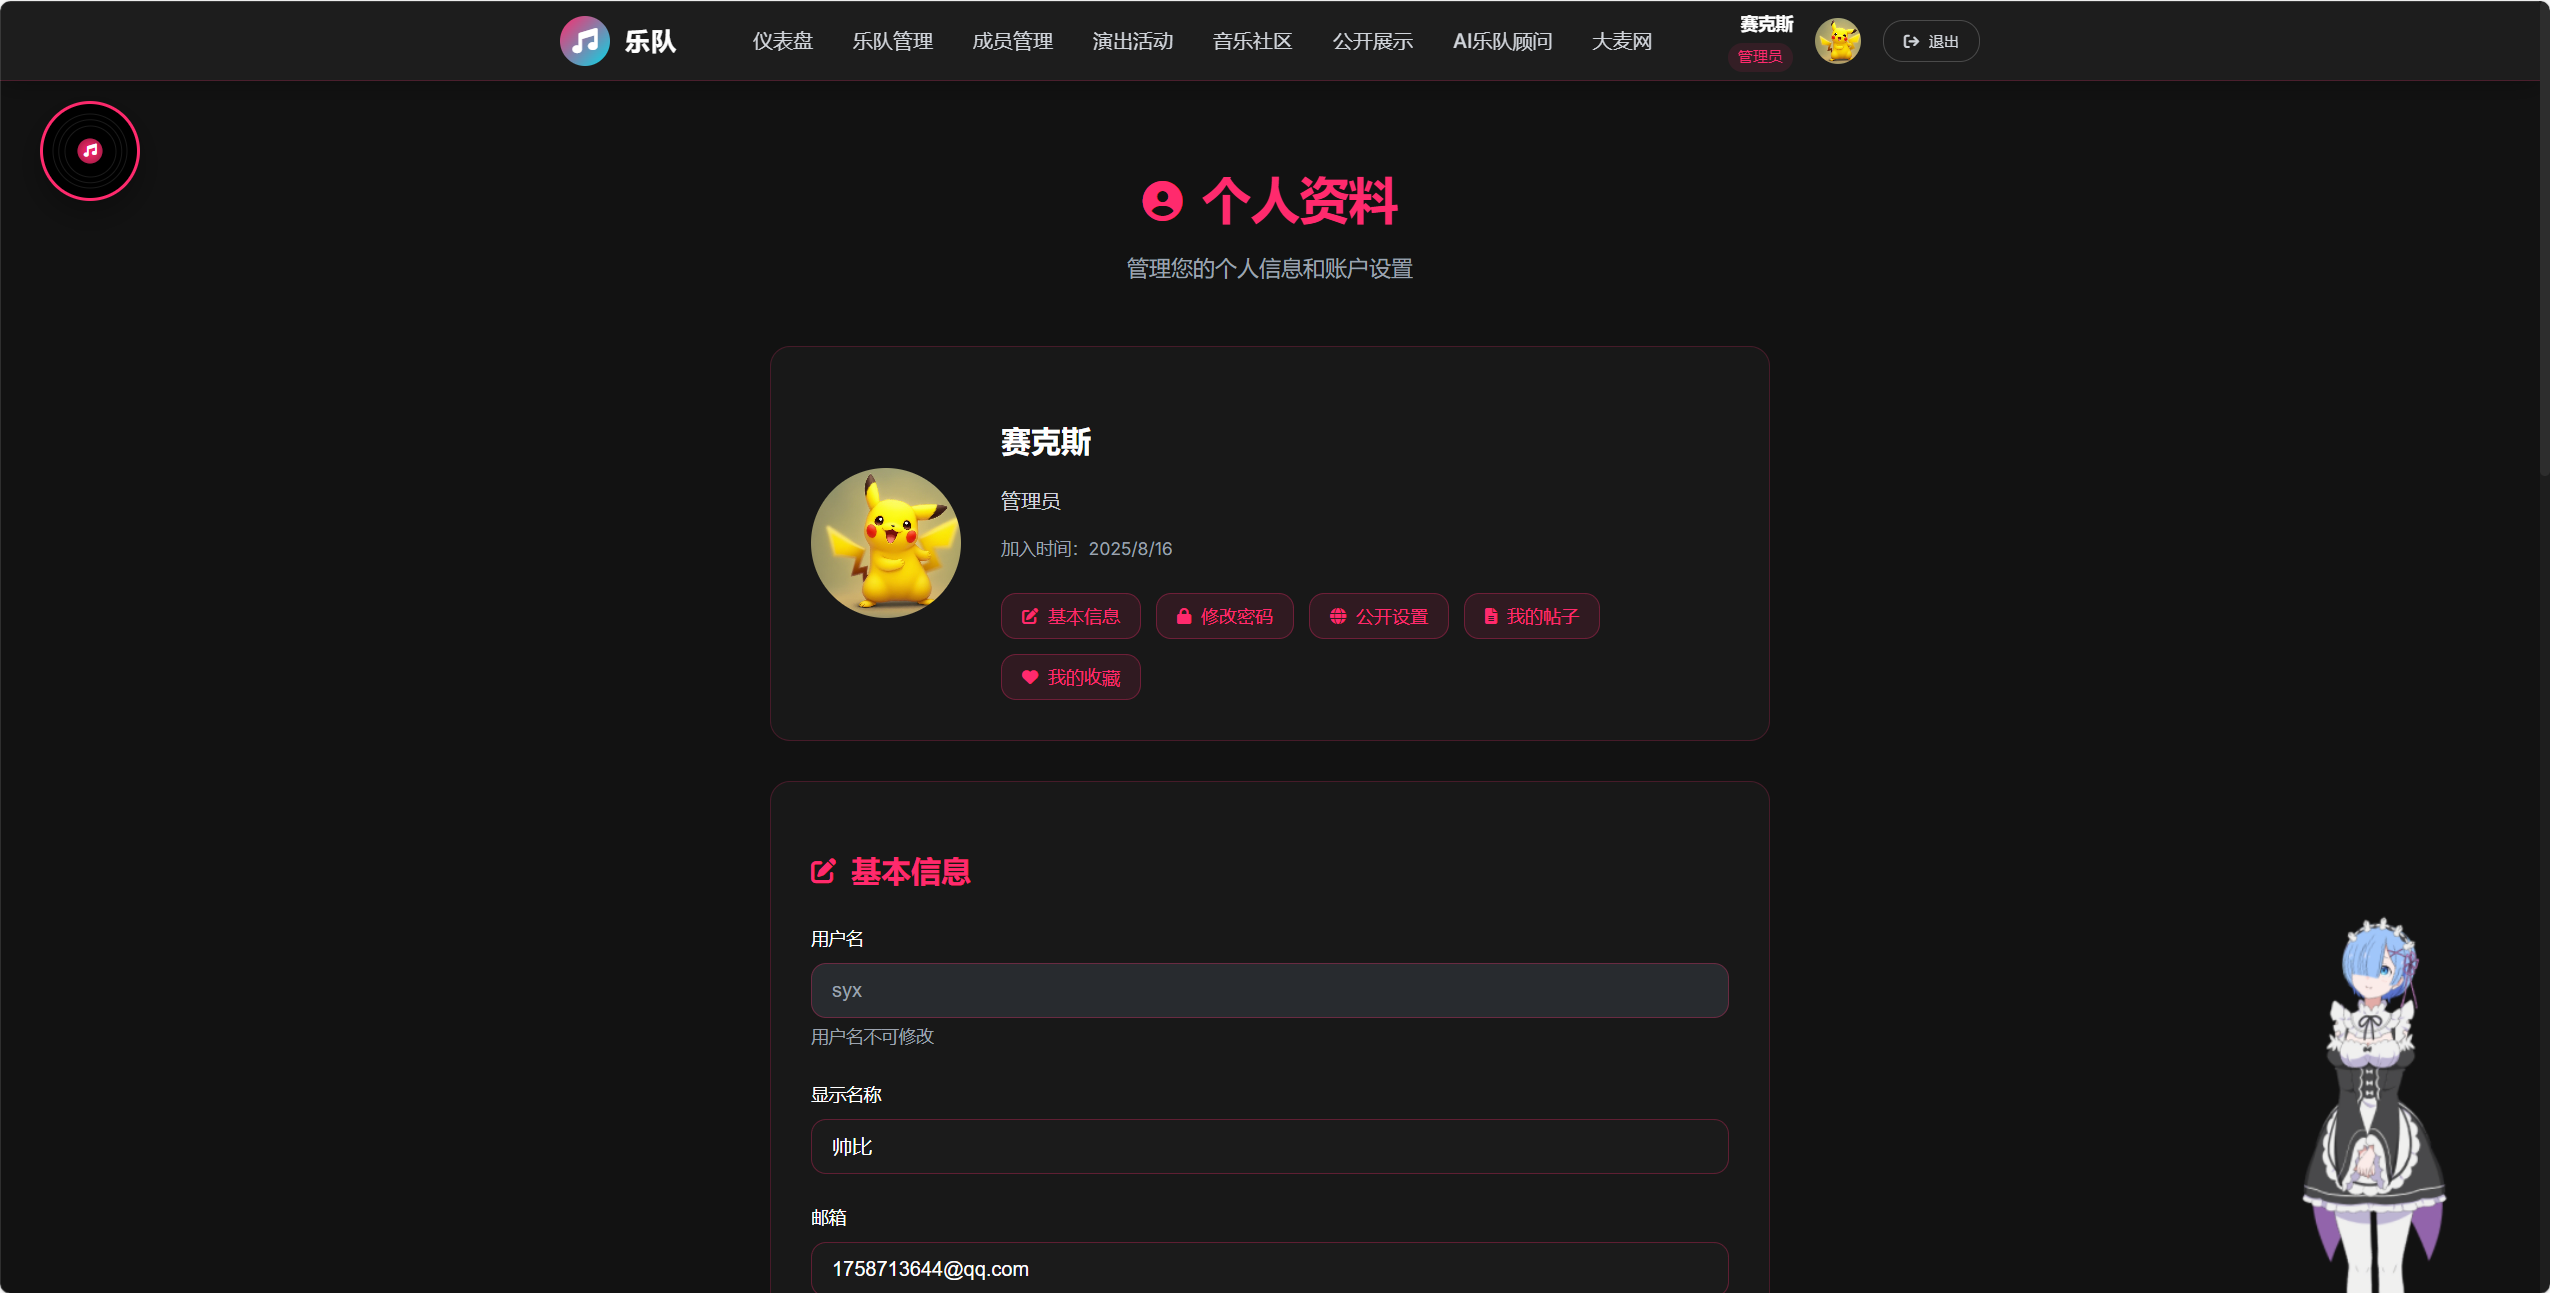 乐队 仪表盘 乐队管理 成员管理 演出活动 音乐社区 公开展示 AI乐队顾问 大麦网 赛克斯 管理员 退出
个人资料
管理您的个人信息和账户设置
赛克斯
管理员
加入时间：2025/8/16
基本信息 修改密码 公开设置 我的帖子
我的收藏
基本信息
用户名
syx
用户名不可修改
显示名称
帅比
邮箱
1758713644@qq.com